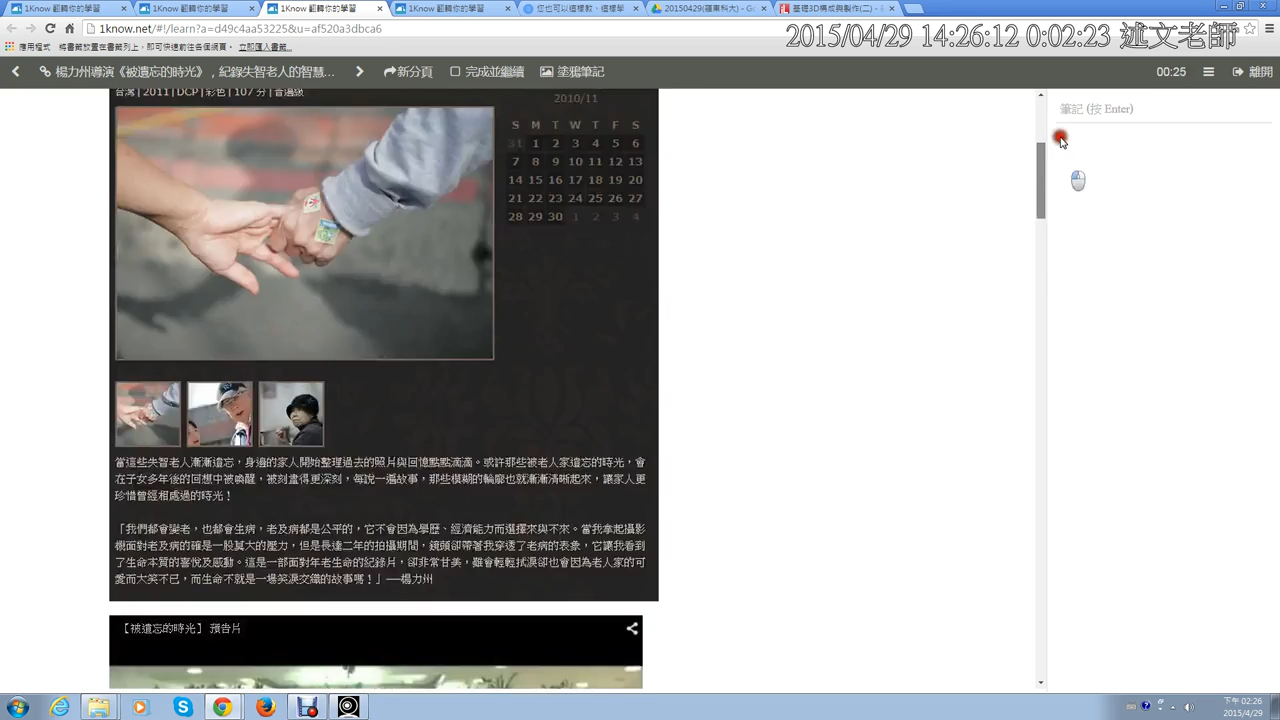 1Know 翻轉你的學習
1Know 翻轉你的學習
1Know 翻轉你的學習
1Know 翻轉你的學習
您也可以這樣教、這樣學
20150429(羅東科大) - Go
基礎3D構成與製作(二) -
1know.net/#!/learn?a=d49c4aa53225&u=af520a3dbca6
2015/04/29 14:26:12 0:02:23 述文老師
應用程式 將書籤放置在書籤列上，即可快速前往各個網頁。 立即匯入書籤...
楊力州導演《被遺忘的時光》，紀錄失智老人的智慧...
新分頁
完成並繼續
塗鴉筆記
00:25
離開
台灣 | 2011 | DCP | 彩色 | 107 分 | 普遍級
2010/11
S M T W T F S
31 1 2 3 4 5 6
7 8 9 10 11 12 13
14 15 16 17 18 19 20
21 22 23 24 25 26 27
28 29 30 1 2 3 4
筆記 (按 Enter)
當這些失智老人漸漸遺忘，身邊的家人開始整理過去的照片與回憶點點滴滴。或許那些被老人家遺忘的時光，會
在子女多年後的回想中被喚醒，被刻畫得更深刻，每說一遍故事，那些模糊的輪廓也就漸漸清晰起來，讓家人更
珍惜曾經相處過的時光！
「我們都會變老，也都會生病，老及病都是公平的，它不會因為學歷、經濟能力而選擇來與不來。當我拿起攝影
機面對老及病的確是一股莫大的壓力，但是長達二年的拍攝期間，鏡頭卻帶著我穿透了老病的表象，它讓我看到
了生命本質的喜悅及感動。這是一部面對年老生命的紀錄片，卻非常甘美，雖會輕輕拭淚卻也會因為老人家的可
愛而大笑不已，而生命不就是一場笑淚交織的故事嗎！」──楊力州
【被遺忘的時光】 預告片
下午 02:26
2015/4/29